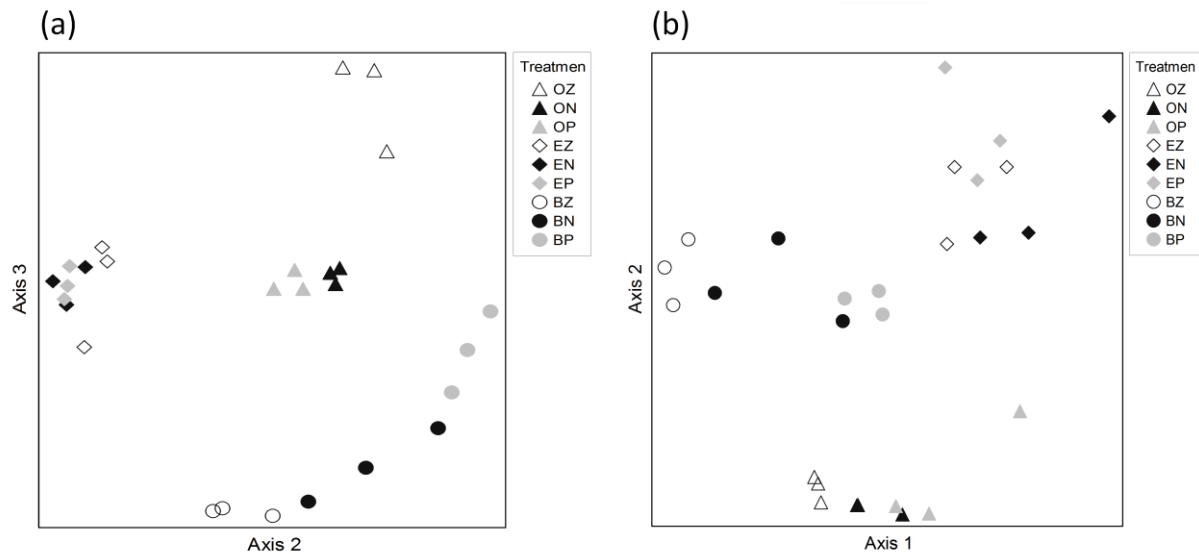 (a)
Treatmen
OZ
ON
OP
EZ
EN
EP
BZ
BN
BP
Axis 3
Axis 2
(b)
Treatmen
OZ
ON
OP
EZ
EN
EP
BZ
BN
BP
Axis 2
Axis 1